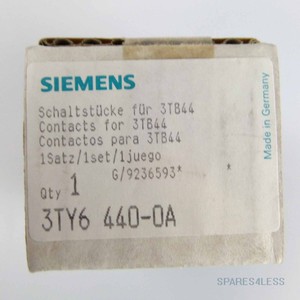 SIEMENS
Schaltstücke für 3TB44
Contacts for 3TB44
Contactos para 3TB44
1Satz/1set/1juego
G/9236593* *
Qty 1
3TY6 440-0A
Made in Germany
SPARES4LESS